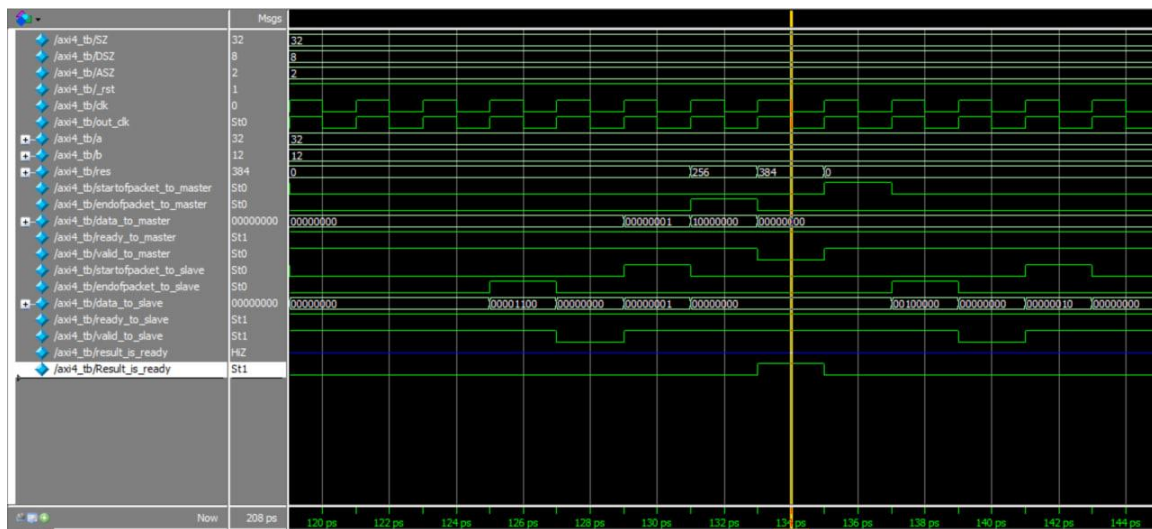 Msgs
/axi4_tb/SZ 32 32
/axi4_tb/DSZ 8 8
/axi4_tb/ASZ 2 2
/axi4_tb/_rst 1
/axi4_tb/clk 0
/axi4_tb/out_clk St0
/axi4_tb/a 32 32
/axi4_tb/b 12 12
/axi4_tb/res 384 0 256 384 0
/axi4_tb/startofpacket_to_master St0
/axi4_tb/endofpacket_to_master St0
/axi4_tb/data_to_master 00000000 00000000 00000001 10000000 00000000
/axi4_tb/ready_to_master St1
/axi4_tb/valid_to_master St0
/axi4_tb/startofpacket_to_slave St0
/axi4_tb/endofpacket_to_slave St0
/axi4_tb/data_to_slave 00000000 00000000 00001100 00000000 00000001 00000000 00100000 00000000 00000010 00000000
/axi4_tb/ready_to_slave St1
/axi4_tb/valid_to_slave St1
/axi4_tb/result_is_ready HiZ
/axi4_tb/Result_is_ready St1
Now 208 ps 120 ps 122 ps 124 ps 126 ps 128 ps 130 ps 132 ps 134 ps 136 ps 138 ps 140 ps 142 ps 144 ps